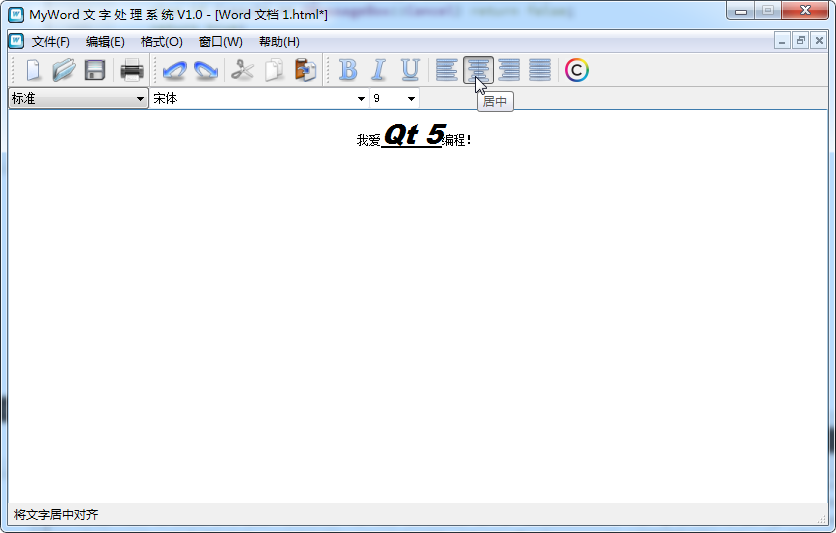 MyWord 文 字 处 理 系 统 V1.0 - [Word 文档 1.html*]
文件(F) 编辑(E) 格式(O) 窗口(W) 帮助(H)
B I U C
标准 宋体 9
居中
我爱Qt 5编程!
将文字居中对齐